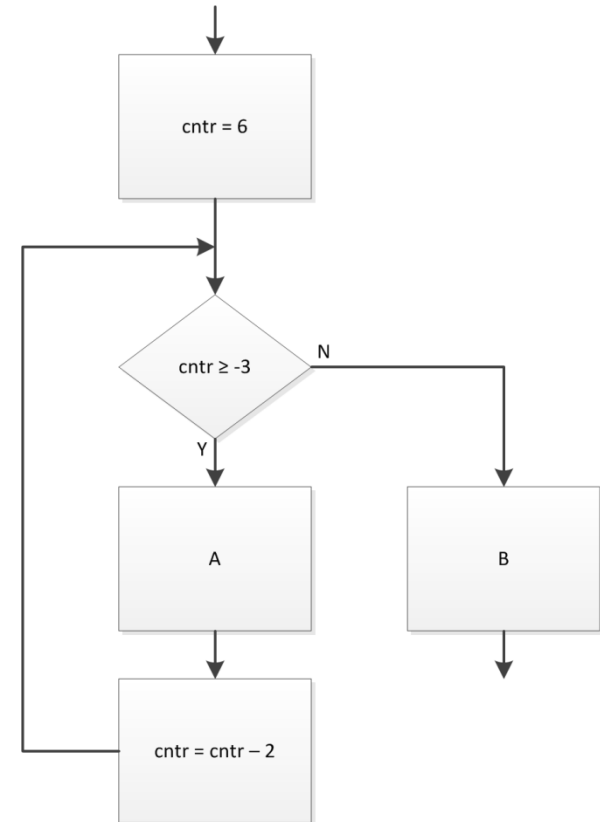 cntr = 6
cntr ≥ -3
N
Y
A
B
cntr = cntr – 2